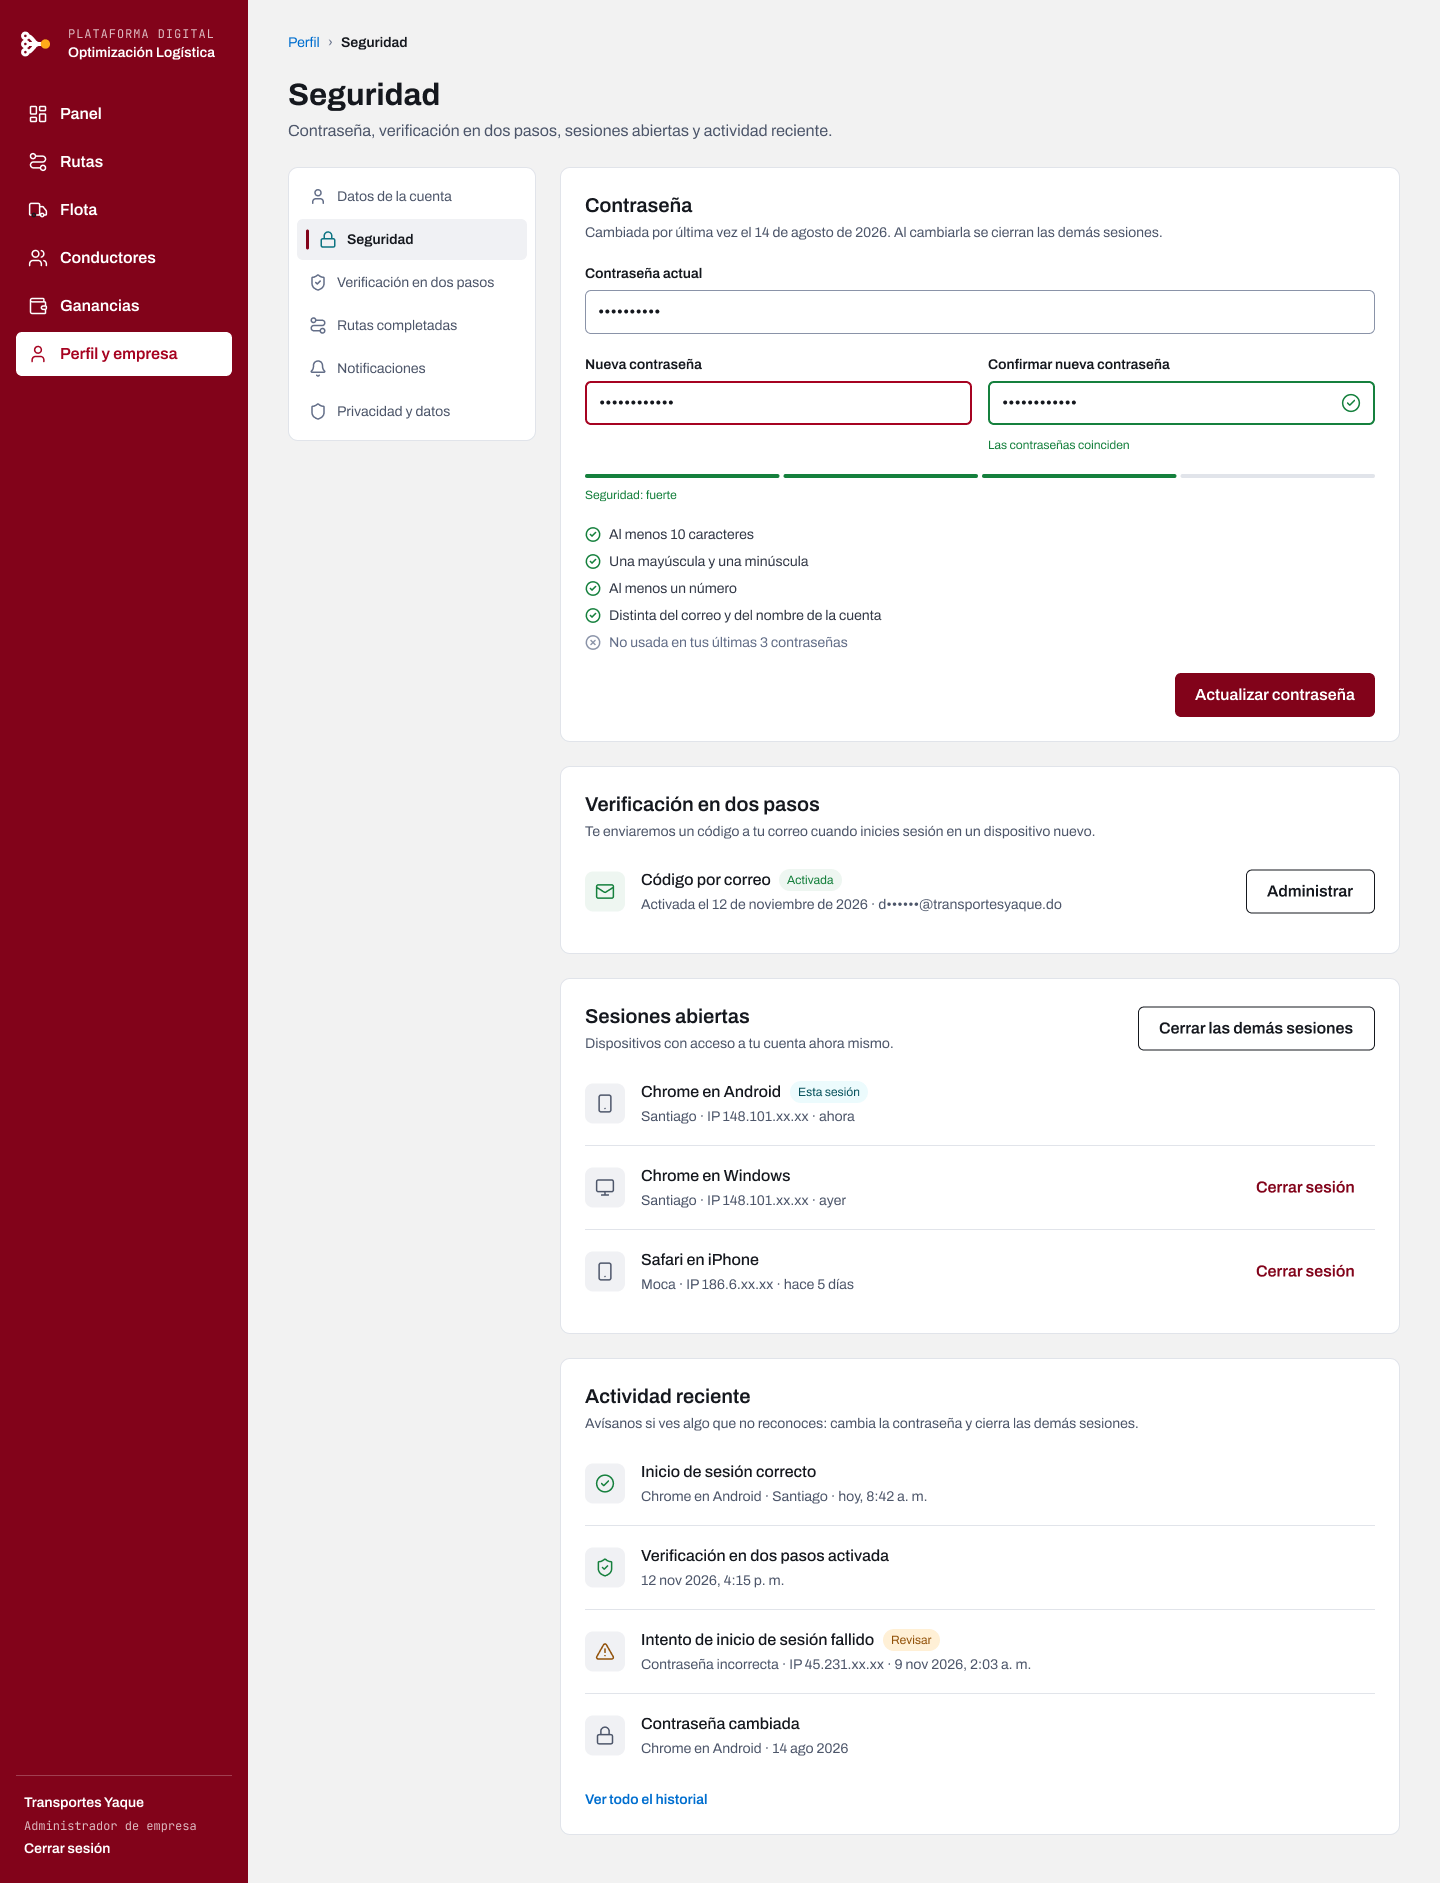 PLATAFORMA DIGITAL
Optimización Logística
Panel
Rutas
Flota
Conductores
Ganancias
Perfil y empresa
Transportes Yaque
Administrador de empresa
Cerrar sesión
Perfil › Seguridad
Seguridad
Contraseña, verificación en dos pasos, sesiones abiertas y actividad reciente.
Datos de la cuenta
Seguridad
Verificación en dos pasos
Rutas completadas
Notificaciones
Privacidad y datos
Contraseña
Cambiada por última vez el 14 de agosto de 2026. Al cambiarla se cierran las demás sesiones.
Contraseña actual
••••••••••
Nueva contraseña
••••••••••••
Confirmar nueva contraseña
••••••••••••
Las contraseñas coinciden
Seguridad: fuerte
Al menos 10 caracteres
Una mayúscula y una minúscula
Al menos un número
Distinta del correo y del nombre de la cuenta
No usada en tus últimas 3 contraseñas
Actualizar contraseña
Verificación en dos pasos
Te enviaremos un código a tu correo cuando inicies sesión en un dispositivo nuevo.
Código por correo Activada
Activada el 12 de noviembre de 2026 · d••••••@transportesyaque.do
Administrar
Sesiones abiertas
Dispositivos con acceso a tu cuenta ahora mismo.
Cerrar las demás sesiones
Chrome en Android Esta sesión
Santiago · IP 148.101.xx.xx · ahora
Chrome en Windows
Santiago · IP 148.101.xx.xx · ayer
Cerrar sesión
Safari en iPhone
Moca · IP 186.6.xx.xx · hace 5 días
Cerrar sesión
Actividad reciente
Avísanos si ves algo que no reconoces: cambia la contraseña y cierra las demás sesiones.
Inicio de sesión correcto
Chrome en Android · Santiago · hoy, 8:42 a. m.
Verificación en dos pasos activada
12 nov 2026, 4:15 p. m.
Intento de inicio de sesión fallido Revisar
Contraseña incorrecta · IP 45.231.xx.xx · 9 nov 2026, 2:03 a. m.
Contraseña cambiada
Chrome en Android · 14 ago 2026
Ver todo el historial